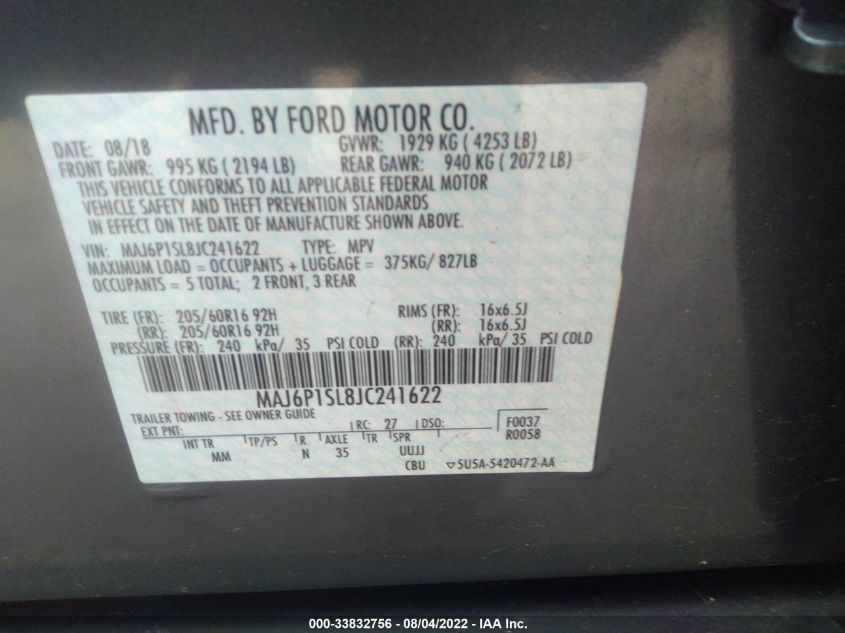 MFD. BY FORD MOTOR CO.
DATE: 08/18 GVWR: 1929 KG ( 4253 LB)
FRONT GAWR: 995 KG ( 2194 LB) REAR GAWR: 940 KG ( 2072 LB)
THIS VEHICLE CONFORMS TO ALL APPLICABLE FEDERAL MOTOR
VEHICLE SAFETY AND THEFT PREVENTION STANDARDS
IN EFFECT ON THE DATE OF MANUFACTURE SHOWN ABOVE.
VIN: MAJ6P1SL8JC241622 TYPE: MPV
MAXIMUM LOAD = OCCUPANTS + LUGGAGE = 375KG/ 827LB
OCCUPANTS = 5 TOTAL; 2 FRONT, 3 REAR
TIRE (FR): 205/60R16 92H RIMS (FR): 16x6.5J
(RR): 205/60R16 92H (RR): 16x6.5J
PRESSURE (FR): 240 kPa/ 35 PSI COLD (RR): 240 kPa/ 35 PSI COLD
MAJ6P1SL8JC241622
TRAILER TOWING - SEE OWNER GUIDE
EXT PNT: RC: 27 DSO: F0037
R0058
INT TR TP/PS R AXLE TR SPR
MM N 35 UUJJ
CBU 5U5A-5420472-AA
000-33832756 - 08/04/2022 - IAA Inc.